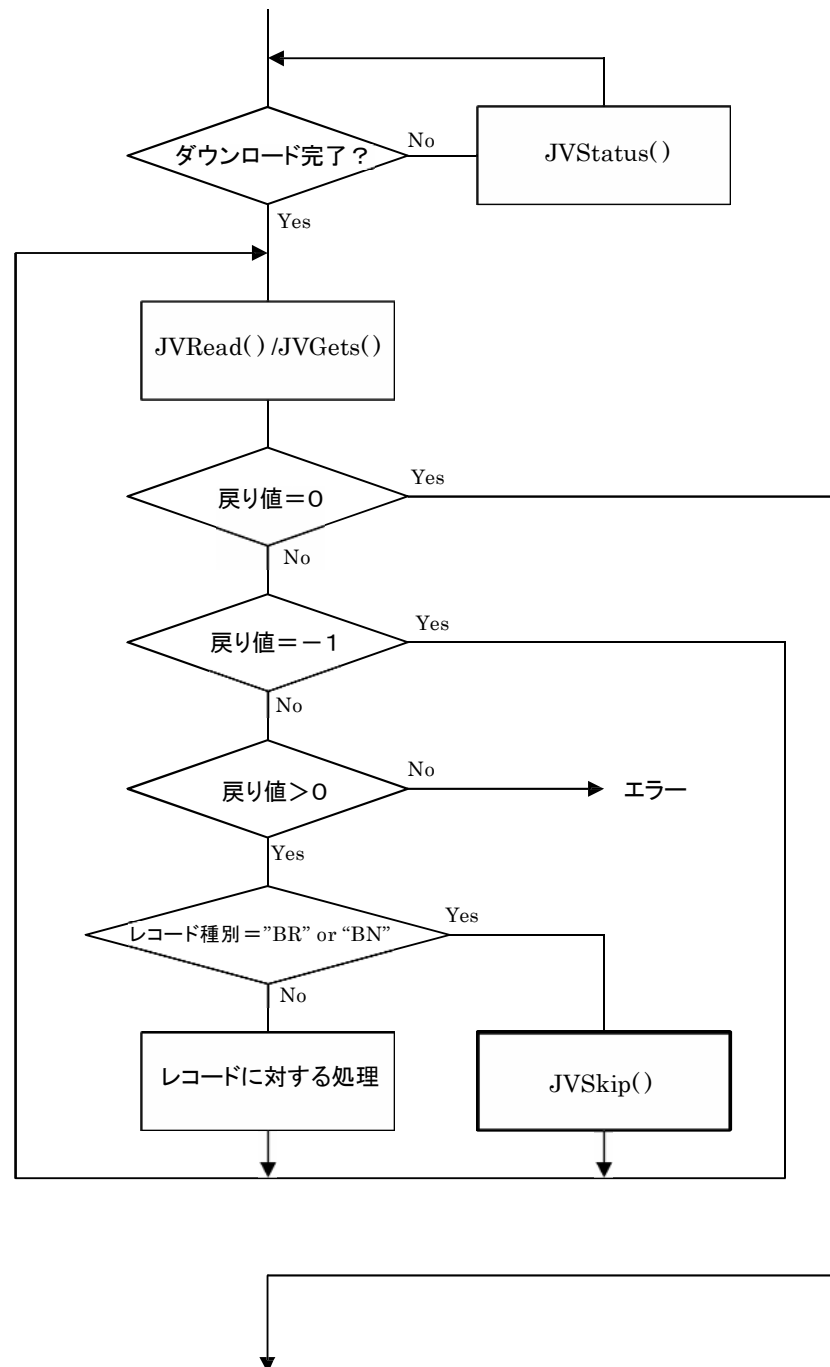 ダウンロード完了？
No
JVStatus( )
Yes
JVRead( ) /JVGets( )
戻り値＝０
Yes
No
戻り値＝－１
Yes
No
戻り値＞０
No
エラー
Yes
レコード種別＝”BR” or “BN”
Yes
No
レコードに対する処理
JVSkip( )